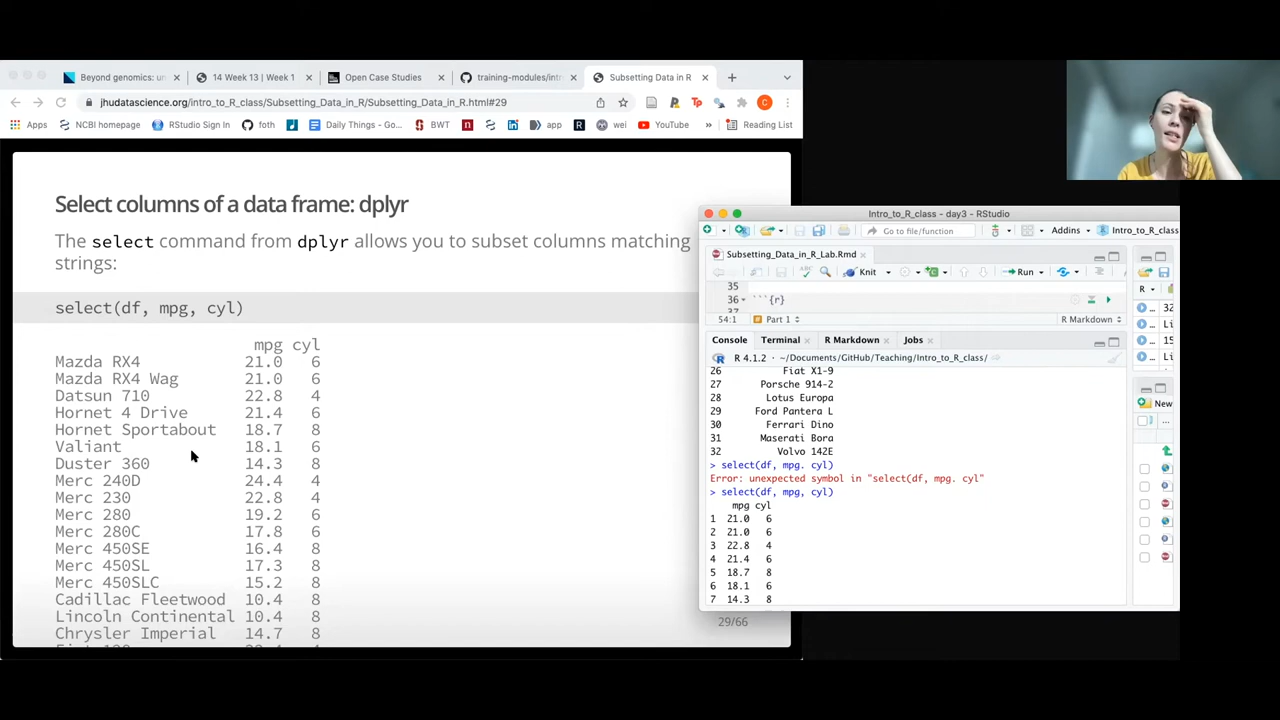 Beyond genomics: un
14 Week 13 | Week 1
Open Case Studies
training-modules/intr
Subsetting Data in R
jhudatascience.org/intro_to_R_class/Subsetting_Data_in_R/Subsetting_Data_in_R.html#29
Apps
NCBI homepage
RStudio Sign In
foth
Daily Things - Go...
BWT
app
wei
YouTube
»
Reading List
Select columns of a data frame: dplyr
The select command from dplyr allows you to subset columns matching
strings:
select(df, mpg, cyl)
mpg cyl
Mazda RX4 21.0 6
Mazda RX4 Wag 21.0 6
Datsun 710 22.8 4
Hornet 4 Drive 21.4 6
Hornet Sportabout 18.7 8
Valiant 18.1 6
Duster 360 14.3 8
Merc 240D 24.4 4
Merc 230 22.8 4
Merc 280 19.2 6
Merc 280C 17.8 6
Merc 450SE 16.4 8
Merc 450SL 17.3 8
Merc 450SLC 15.2 8
Cadillac Fleetwood 10.4 8
Lincoln Continental 10.4 8
Chrysler Imperial 14.7 8
29/66
Intro_to_R_class - day3 - RStudio
Go to file/function
Addins
Intro_to_R_class
Subsetting_Data_in_R_Lab.Rmd
Knit
Run
35
36 ```{r}
54:1
Part 1
R Markdown
Console
Terminal
R Markdown
Jobs
R 4.1.2 · ~/Documents/GitHub/Teaching/Intro_to_R_class/
26 Fiat X1-9
27 Porsche 914-2
28 Lotus Europa
29 Ford Pantera L
30 Ferrari Dino
31 Maserati Bora
32 Volvo 142E
> select(df, mpg. cyl)
Error: unexpected symbol in "select(df, mpg. cyl"
> select(df, mpg, cyl)
mpg cyl
1 21.0 6
2 21.0 6
3 22.8 4
4 21.4 6
5 18.7 8
6 18.1 6
7 14.3 8
R
32
Li
15
Li
New